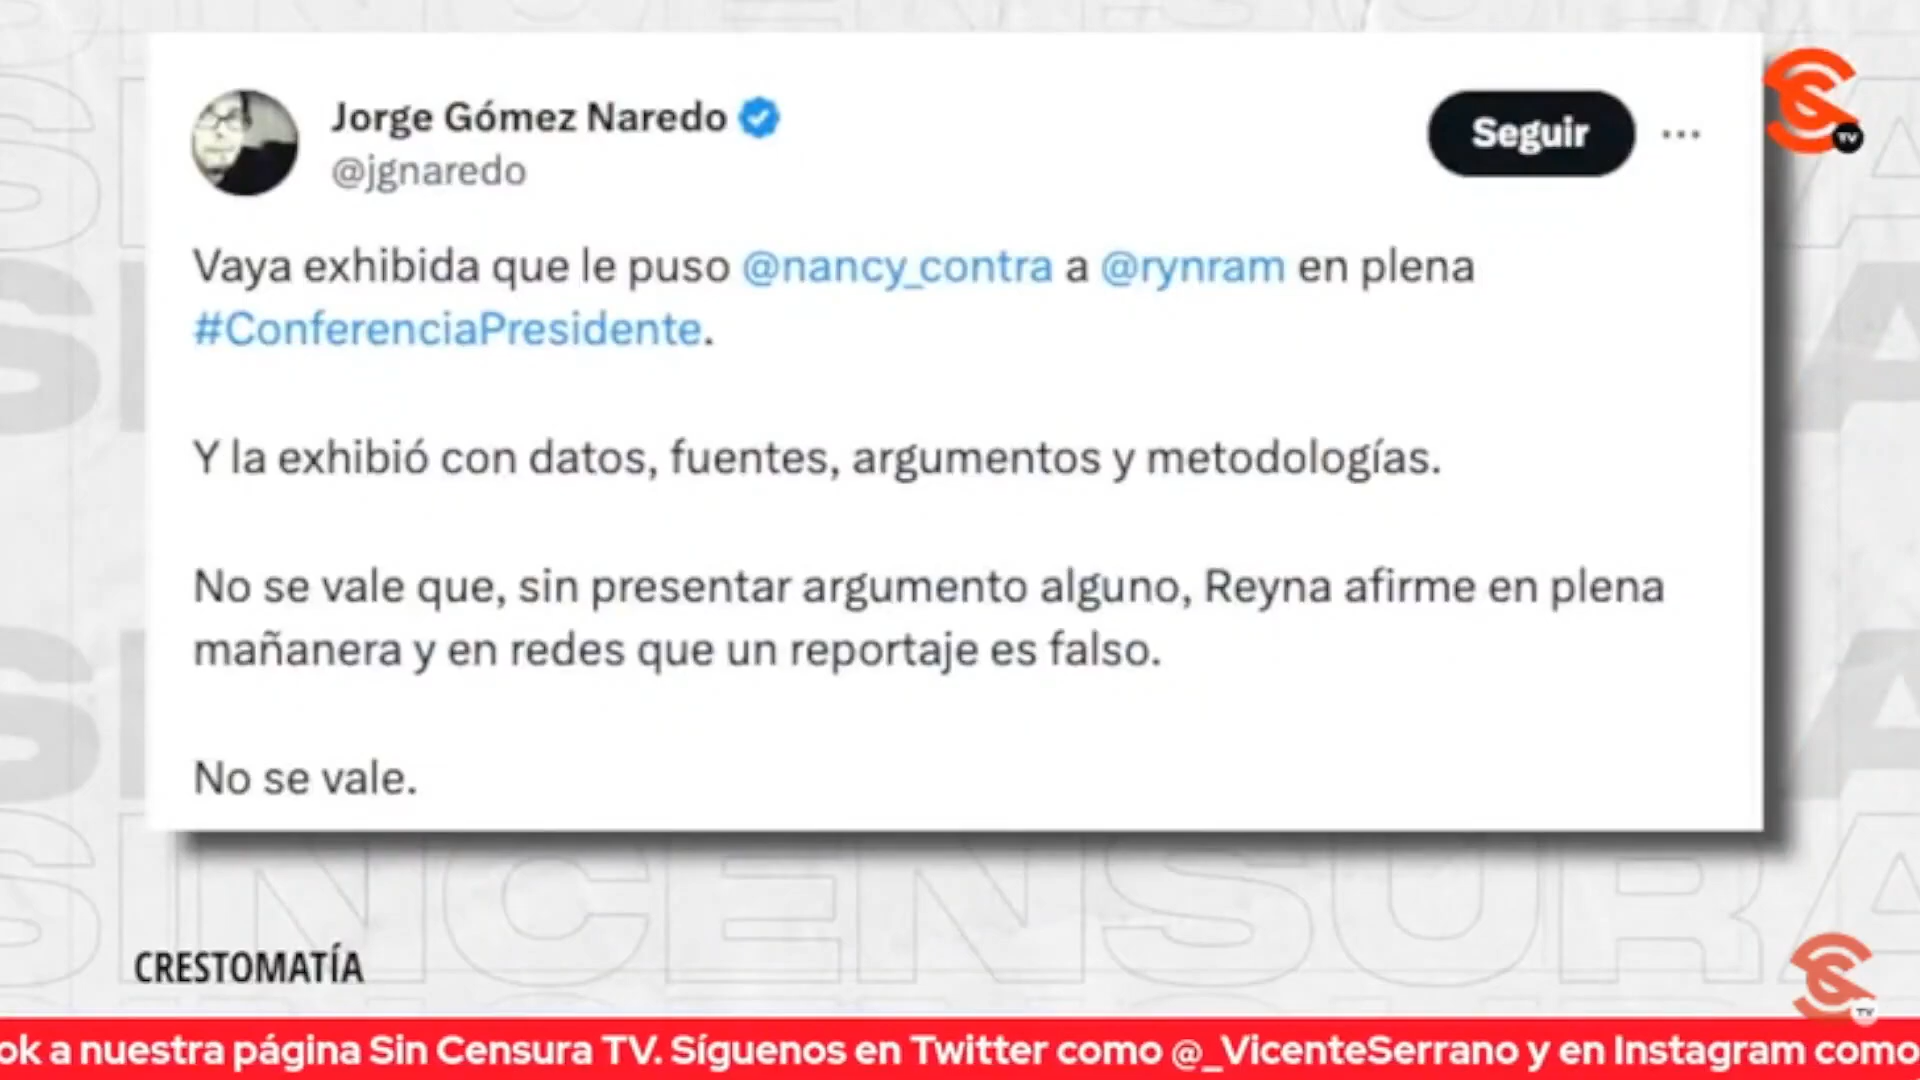 Jorge Gómez Naredo
@jgnaredo
Seguir
TV
Vaya exhibida que le puso @nancy_contra a @rynram en plena
#ConferenciaPresidente.
Y la exhibió con datos, fuentes, argumentos y metodologías.
No se vale que, sin presentar argumento alguno, Reyna afirme en plena
mañanera y en redes que un reportaje es falso.
No se vale.
SINCENSURA
CRESTOMATÍA
TV
ok a nuestra página Sin Censura TV. Síguenos en Twitter como @_VicenteSerrano y en Instagram como